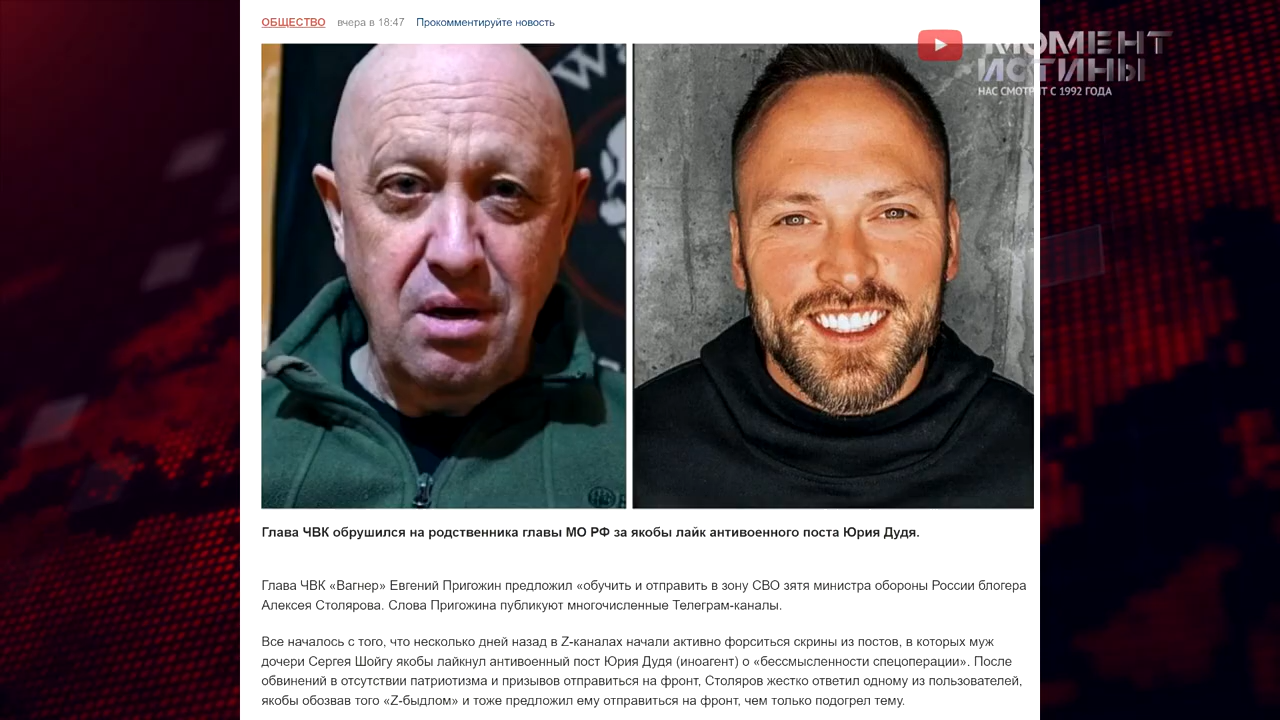 ОБЩЕСТВО вчера в 18:47 Прокомментируйте новость
МОМЕНТ
ИСТИНЫ
НАС СМОТРЯТ С 1992 ГОДА
Глава ЧВК обрушился на родственника главы МО РФ за якобы лайк антивоенного поста Юрия Дудя.
Глава ЧВК «Вагнер» Евгений Пригожин предложил «обучить и отправить в зону СВО зятя министра обороны России блогера
Алексея Столярова. Слова Пригожина публикуют многочисленные Телеграм-каналы.
Все началось с того, что несколько дней назад в Z-каналах начали активно форситься скрины из постов, в которых муж
дочери Сергея Шойгу якобы лайкнул антивоенный пост Юрия Дудя (иноагент) о «бессмысленности спецоперации». После
обвинений в отсутствии патриотизма и призывов отправиться на фронт, Столяров жестко ответил одному из пользователей,
якобы обозвав того «Z-быдлом» и тоже предложил ему отправиться на фронт, чем только подогрел тему.